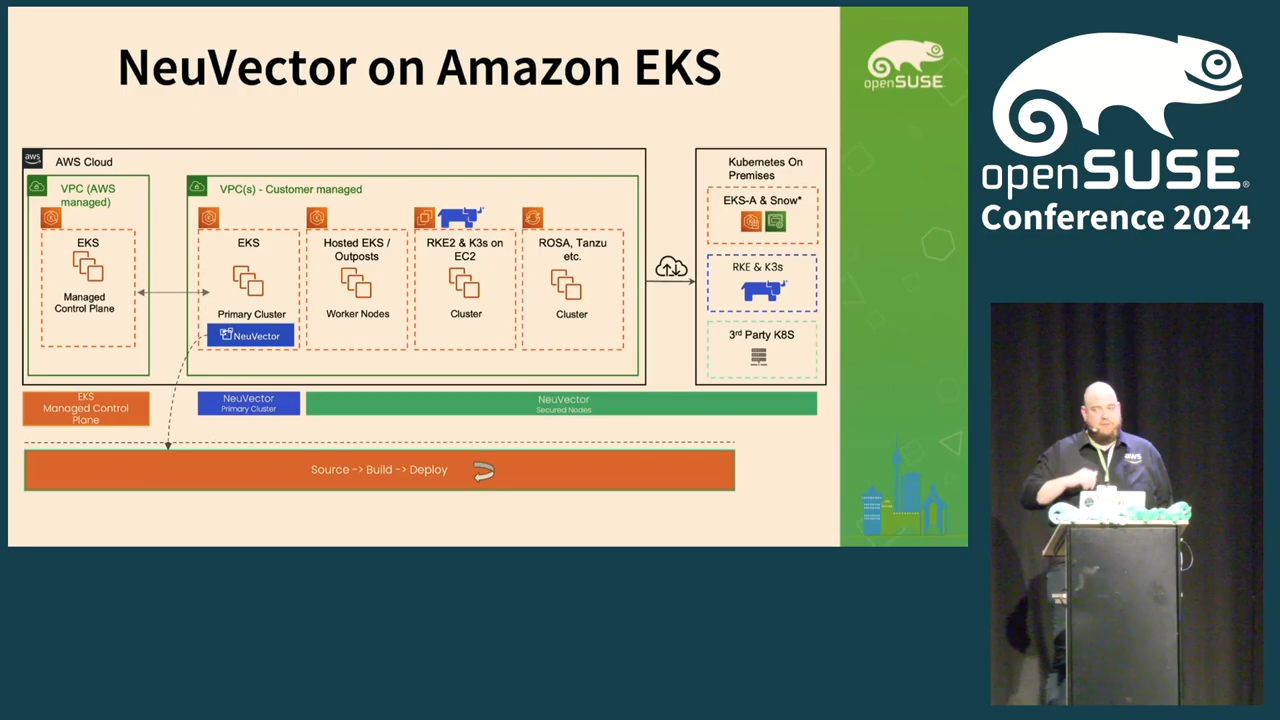 NeuVector on Amazon EKS
openSUSE
aws
AWS Cloud
VPC (AWS
managed)
EKS
Managed
Control Plane
VPC(s) - Customer managed
EKS
Primary Cluster
NeuVector
Hosted EKS /
Outposts
Worker Nodes
RKE2 & K3s on
EC2
Cluster
ROSA, Tanzu
etc.
Cluster
Kubernetes On
Premises
EKS-A & Snow*
RKE & K3s
3rd Party K8S
EKS
Managed Control
Plane
NeuVector
Primary Cluster
NeuVector
Secured Nodes
Source -> Build -> Deploy
openSUSE®
Conference 2024
aws